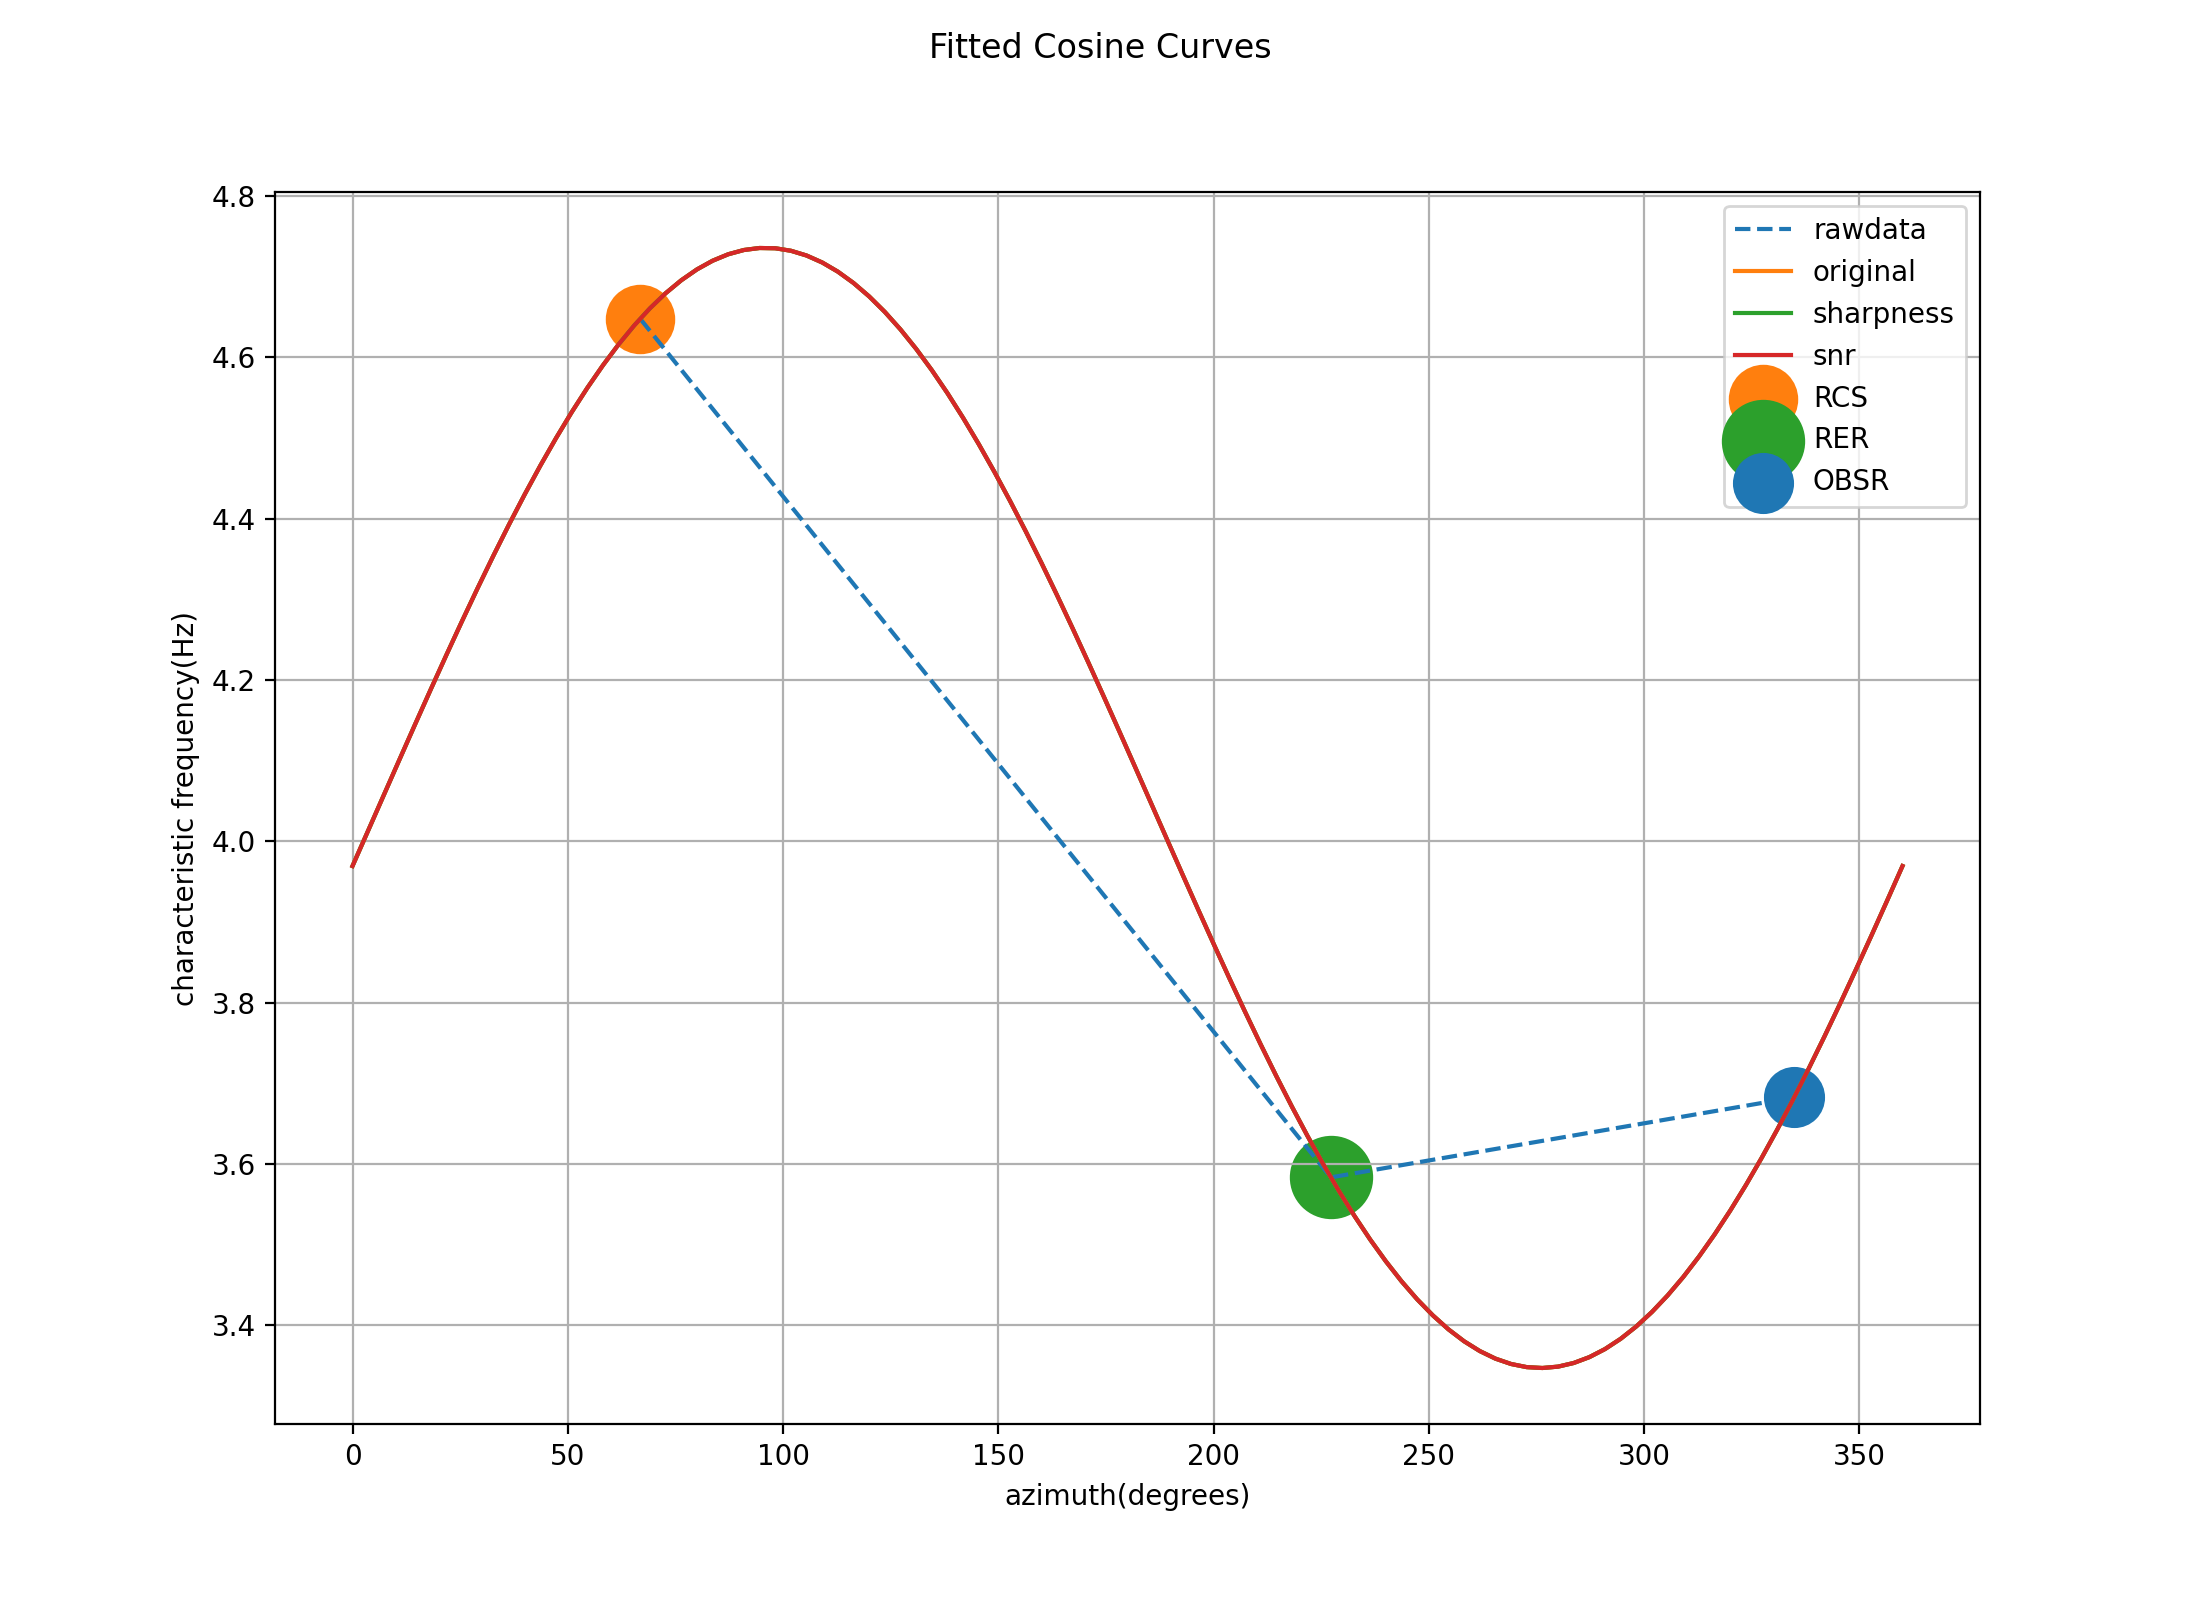 Fitted Cosine Curves
4.8
4.6
4.4
4.2
4.0
3.8
3.6
3.4
characteristic frequency(Hz)
rawdata
original
sharpness
snr
RCS
RER
OBSR
0 50 100 150 200 250 300 350
azimuth(degrees)